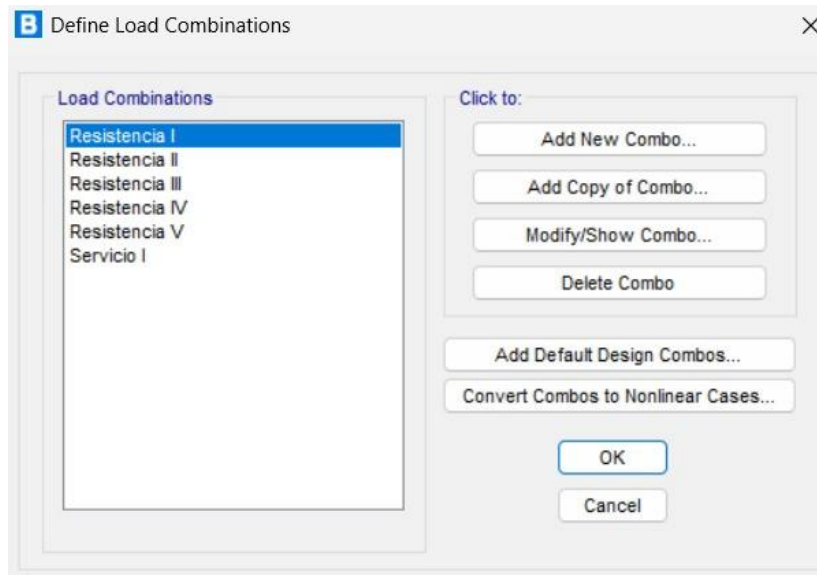 B Define Load Combinations
Load Combinations
Resistencia I
Resistencia II
Resistencia III
Resistencia IV
Resistencia V
Servicio I
Click to:
Add New Combo...
Add Copy of Combo...
Modify/Show Combo...
Delete Combo
Add Default Design Combos...
Convert Combos to Nonlinear Cases...
OK
Cancel